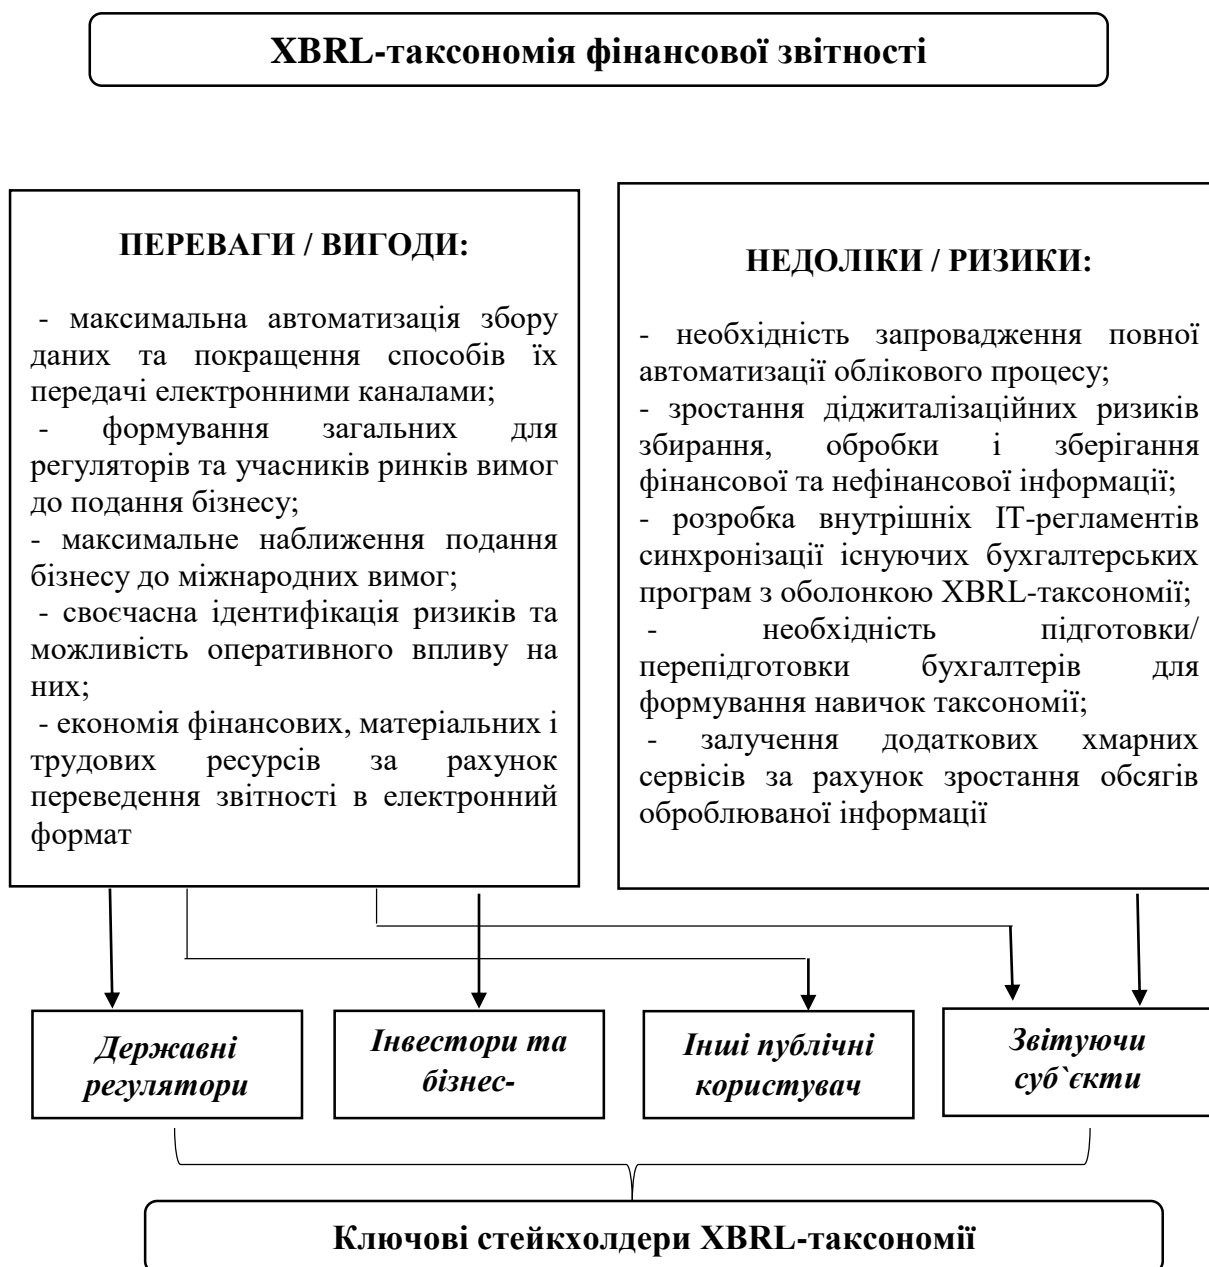 XBRL-таксономія фінансової звітності
ПЕРЕВАГИ / ВИГОДИ:
- максимальна автоматизація збору
даних та покращення способів їх
передачі електронними каналами;
- формування загальних для
регуляторів та учасників ринків вимог
до подання бізнесу;
- максимальне наближення подання
бізнесу до міжнародних вимог;
- своєчасна ідентифікація ризиків та
можливість оперативного впливу на
них;
- економія фінансових, матеріальних і
трудових ресурсів за рахунок
переведення звітності в електронний
формат
НЕДОЛІКИ / РИЗИКИ:
- необхідність запровадження повної
автоматизації облікового процесу;
- зростання діджиталізаційних ризиків
збирання, обробки і зберігання
фінансової та нефінансової інформації;
- розробка внутрішніх ІТ-регламентів
синхронізації існуючих бухгалтерських
програм з оболонкою XBRL-таксономії;
- необхідність підготовки/
перепідготовки бухгалтерів для
формування навичок таксономії;
- залучення додаткових хмарних
сервісів за рахунок зростання обсягів
оброблюваної інформації
Державні
регулятори
Інвестори та
бізнес-
Інші публічні
користувач
Звітуючи
суб`єкти
Ключові стейкхолдери XBRL-таксономії